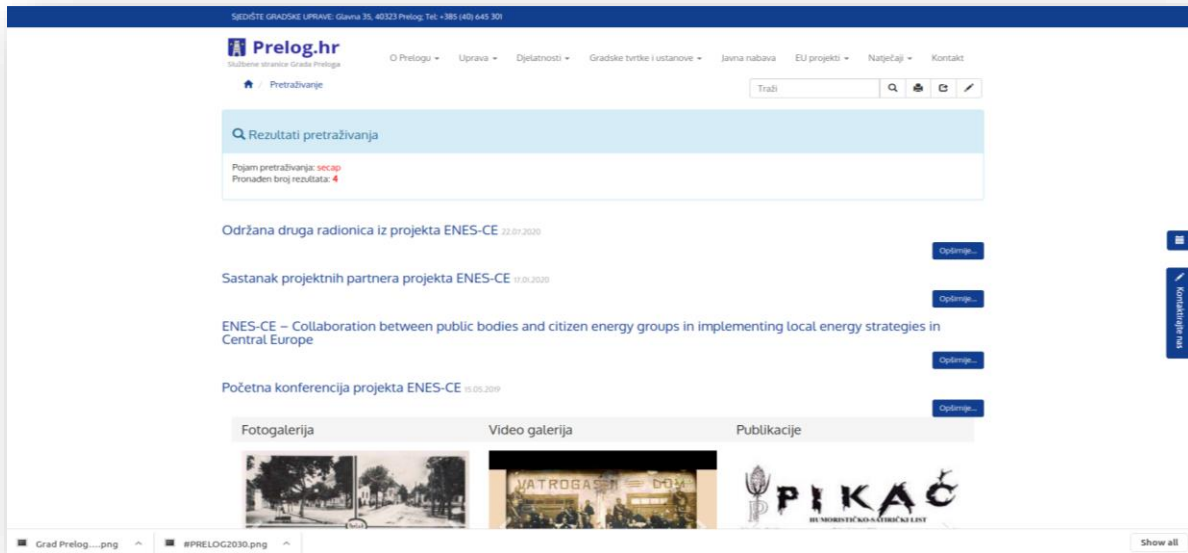 SJEDIŠTE GRADSKE UPRAVE: Glavna 35, 40323 Prelog; Tel: +385 (40) 645 301
Prelog.hr
Službene stranice Grada Preloga
O Prelogu Uprava Djelatnosti Gradske tvrtke i ustanove Javna nabava EU projekti Natječaji Kontakt
/ Pretraživanje
Traži
Rezultati pretraživanja
Pojam pretraživanja: secap
Pronađen broj rezultata: 4
Održana druga radionica iz projekta ENES-CE 22.01.2020
Opširnije...
Sastanak projektnih partnera projekta ENES-CE 17.01.2020
Opširnije...
ENES-CE – Collaboration between public bodies and citizen energy groups in implementing local energy strategies in
Central Europe
Opširnije...
Početna konferencija projekta ENES-CE 15.05.2019
Opširnije...
Kontaktirajte nas
Fotogalerija Video galerija Publikacije
VATROGASNI DOM
PIKAČ
HUMORISTIČKO-SATIRIČKI LIST
Grad Prelog....png #PRELOG2030.png Show all